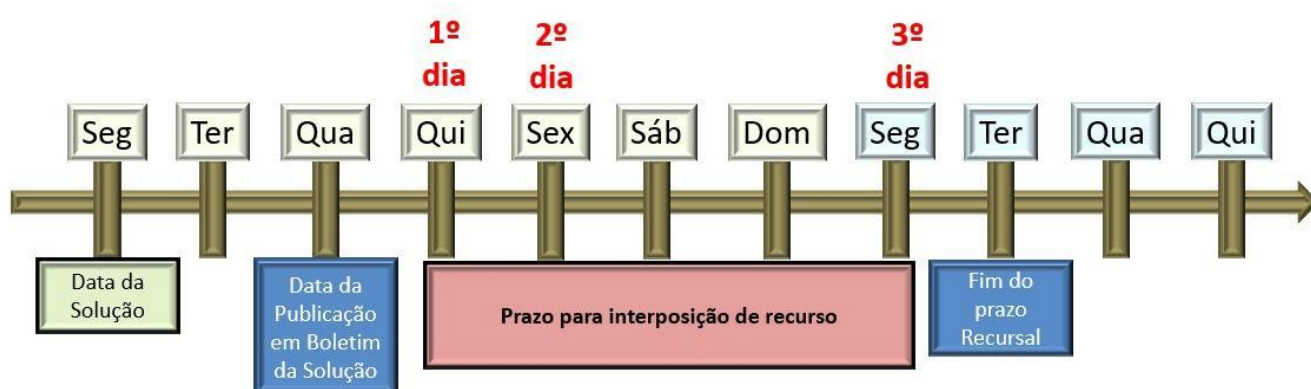 1º
dia
2º
dia
3º
dia
Seg
Ter
Qua
Qui
Sex
Sáb
Dom
Seg
Ter
Qua
Qui
Data da
Solução
Data da
Publicação
em Boletim
da Solução
Prazo para interposição de recurso
Fim do
prazo
Recursal